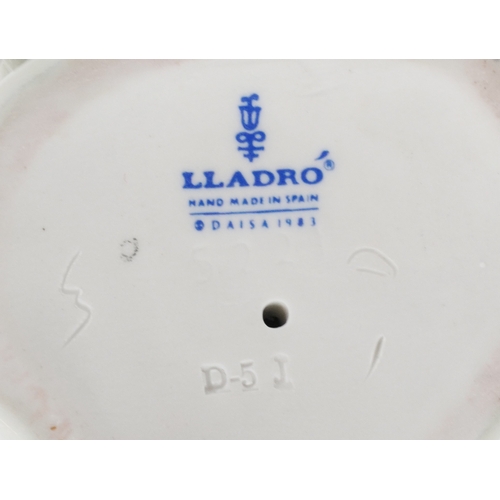 LLADRÓ®
HAND MADE IN SPAIN
© DAISA 1983
D-5 J